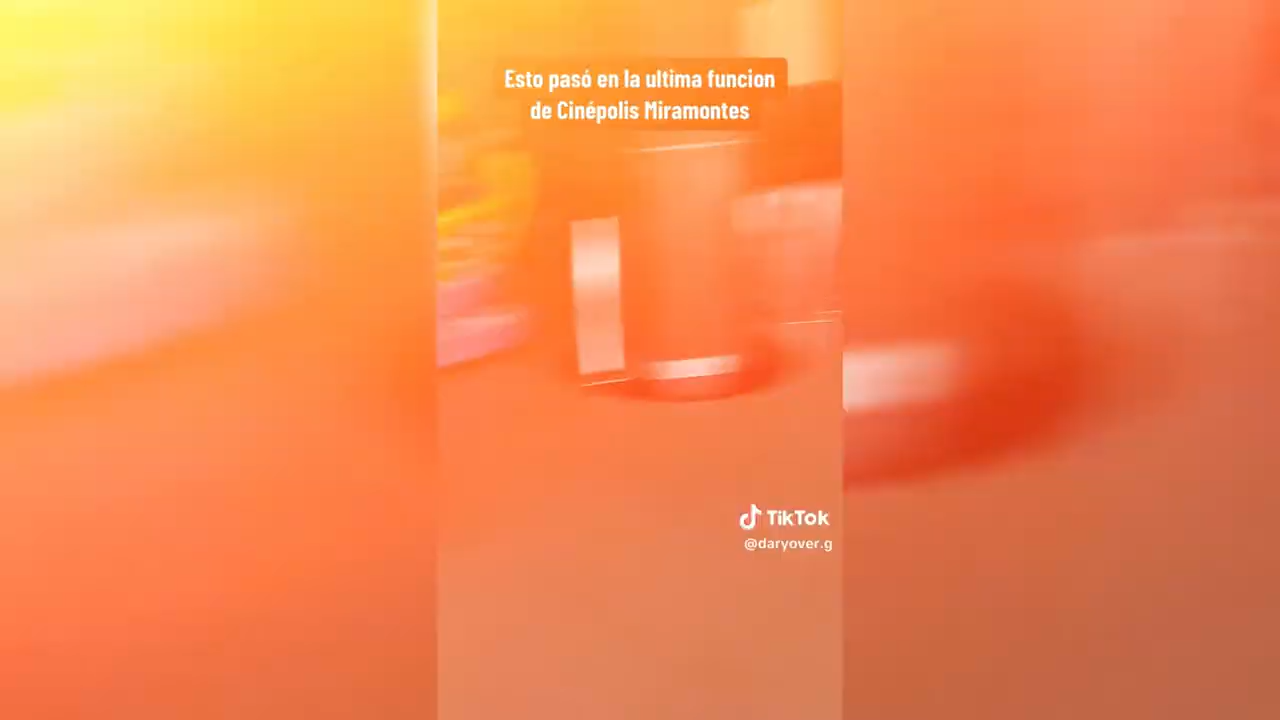 Esto pasó en la ultima funcion
de Cinépolis Miramontes
TikTok
@daryover.g